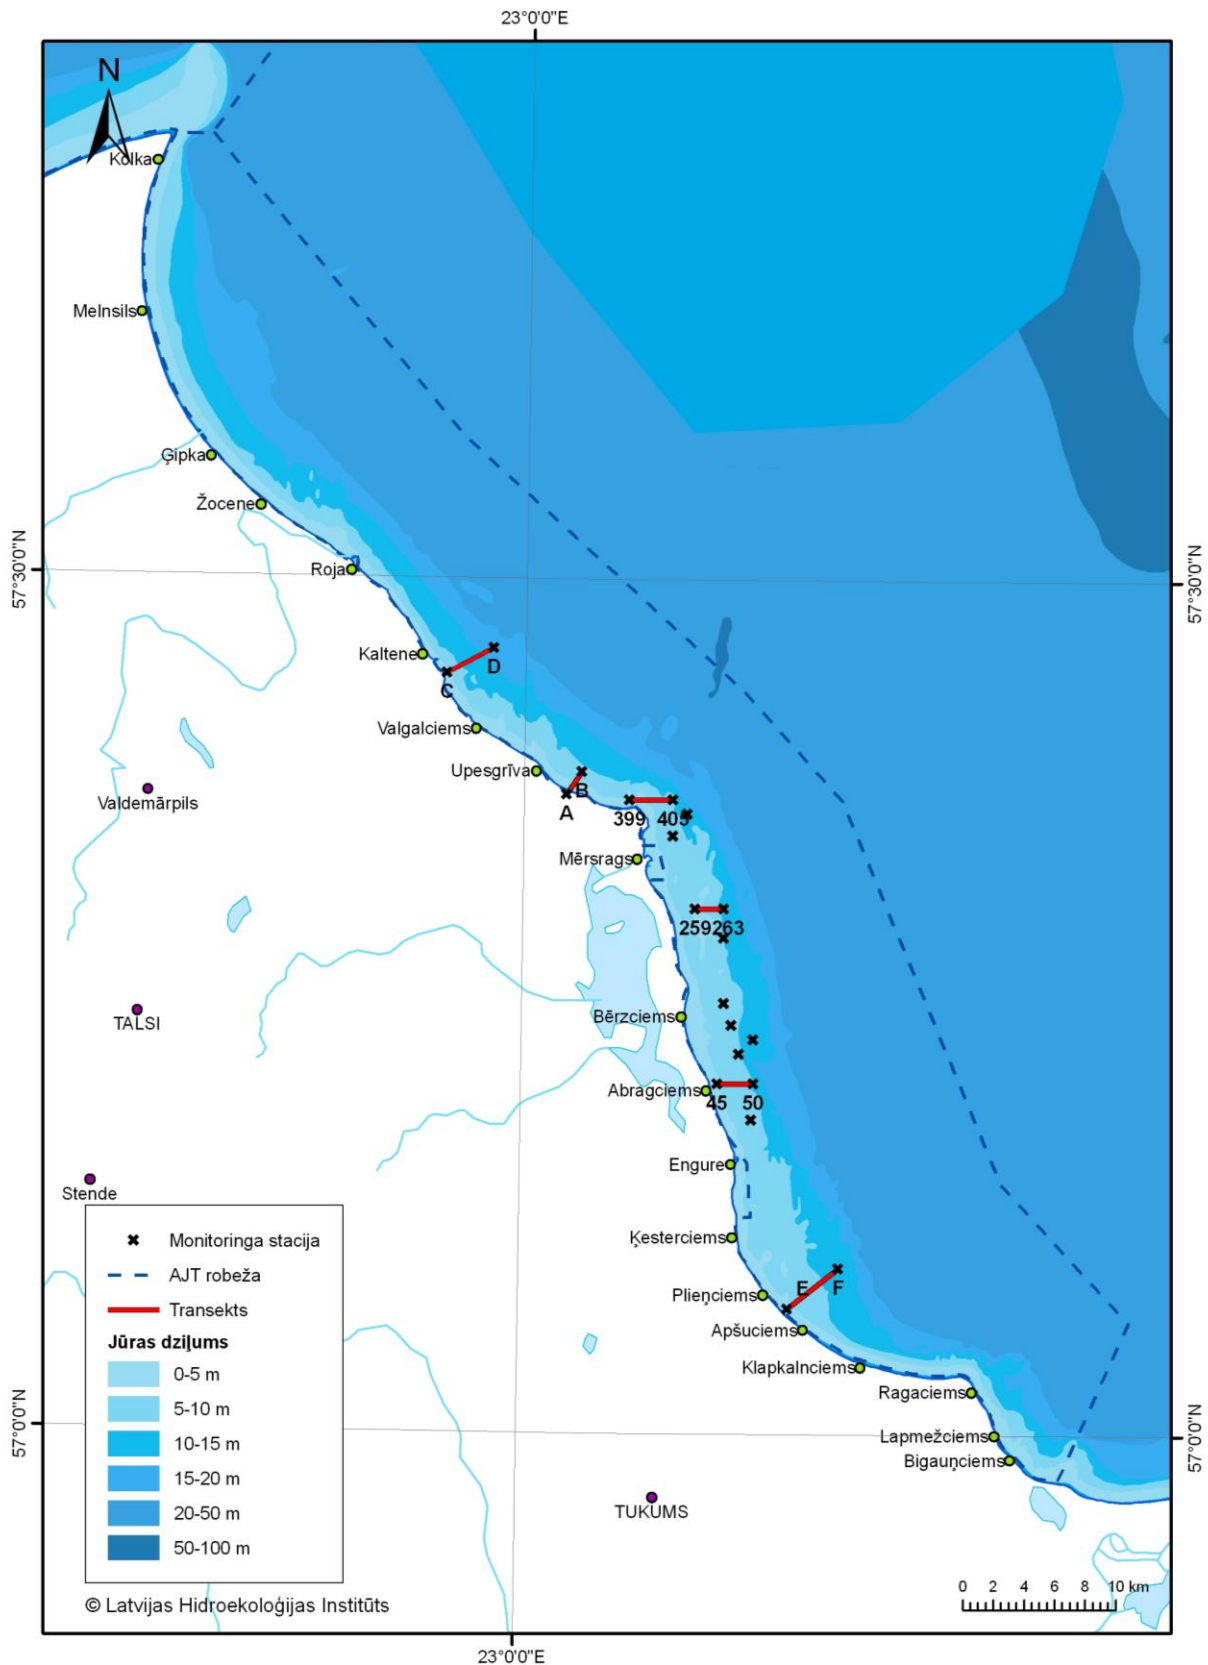 23°0'0"E
N
Kolka
Melnsils
Ģipka
Žocene
Roja
57°30'0"N
57°30'0"N
Kaltene
D
C
Valgalciems
Upesgrīva
B
A
Valdemārpils
399 405
Mērsrags
259263
TALSI
Bērzciems
Abragciems
45 50
Engure
Stende
Ķesterciems
Plieņciems
E
F
Apšuciems
Klapkalnciems
Ragaciems
Lapmežciems
Bigauņciems
57°0'0"N
57°0'0"N
TUKUMS
Monitoringa stacija
AJT robeža
Transekts
Jūras dziļums
0-5 m
5-10 m
10-15 m
15-20 m
20-50 m
50-100 m
© Latvijas Hidroekoloģijas Institūts
0 2 4 6 8 10 km
23°0'0"E